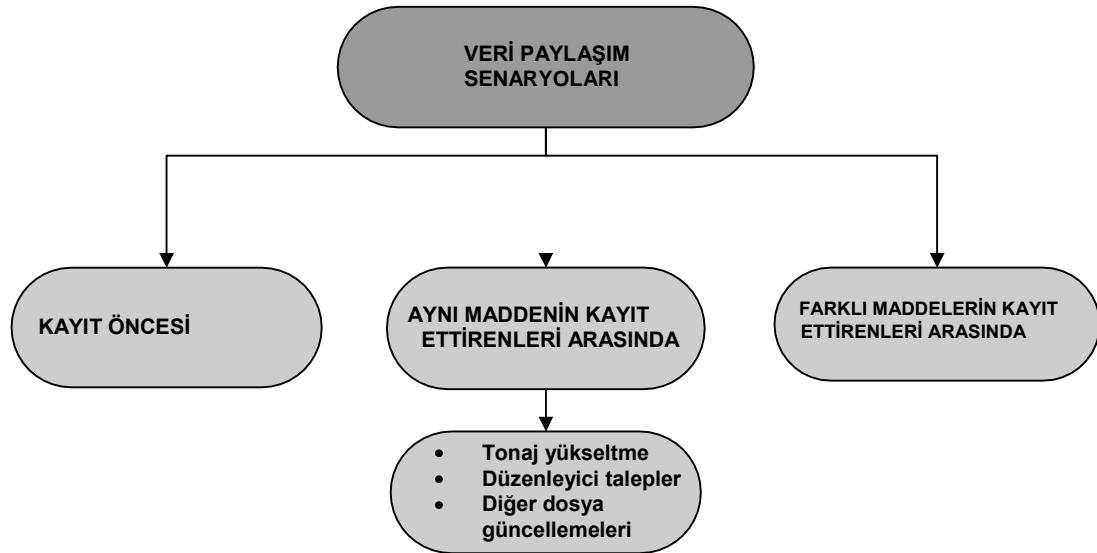 VERİ PAYLAŞIM
SENARYOLARI
KAYIT ÖNCESİ
AYNI MADDENİN KAYIT
ETTİRENLERİ ARASINDA
FARKLI MADDELERİN KAYIT
ETTİRENLERİ ARASINDA
• Tonaj yükseltme
• Düzenleyici talepler
• Diğer dosya
güncellemeleri